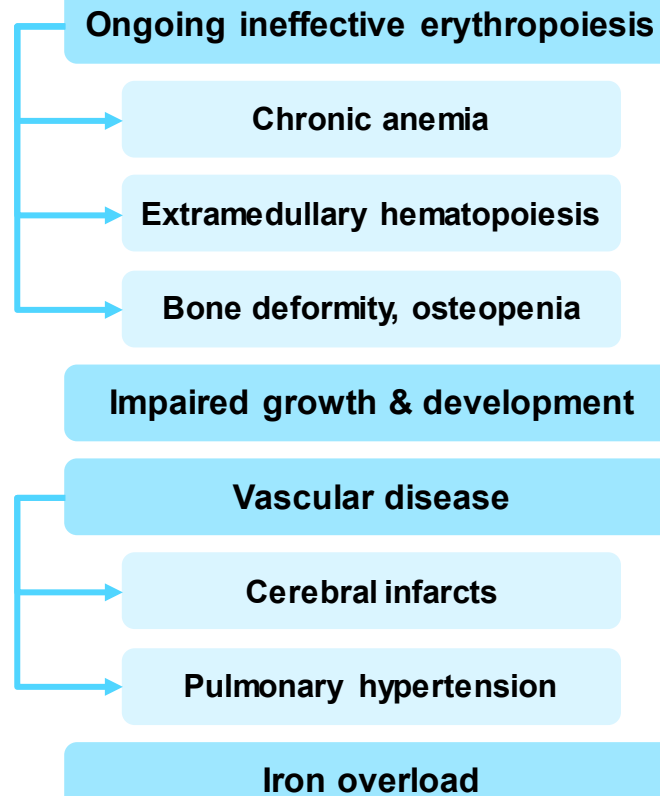 Ongoing ineffective erythropoiesis
Chronic anemia
Extramedullary hematopoiesis
Bone deformity, osteopenia
Impaired growth & development
Vascular disease
Cerebral infarcts
Pulmonary hypertension
Iron overload